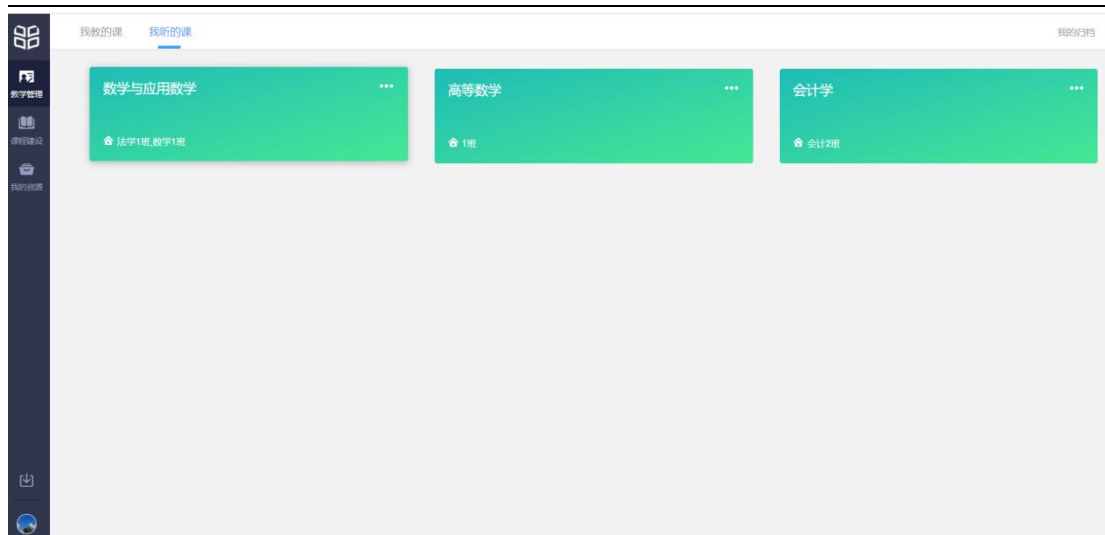 我教的课 我听的课 我的归档
教学管理
课程建设
我的资源
数学与应用数学
法学1班,数学1班
高等数学
1班
会计学
会计2班